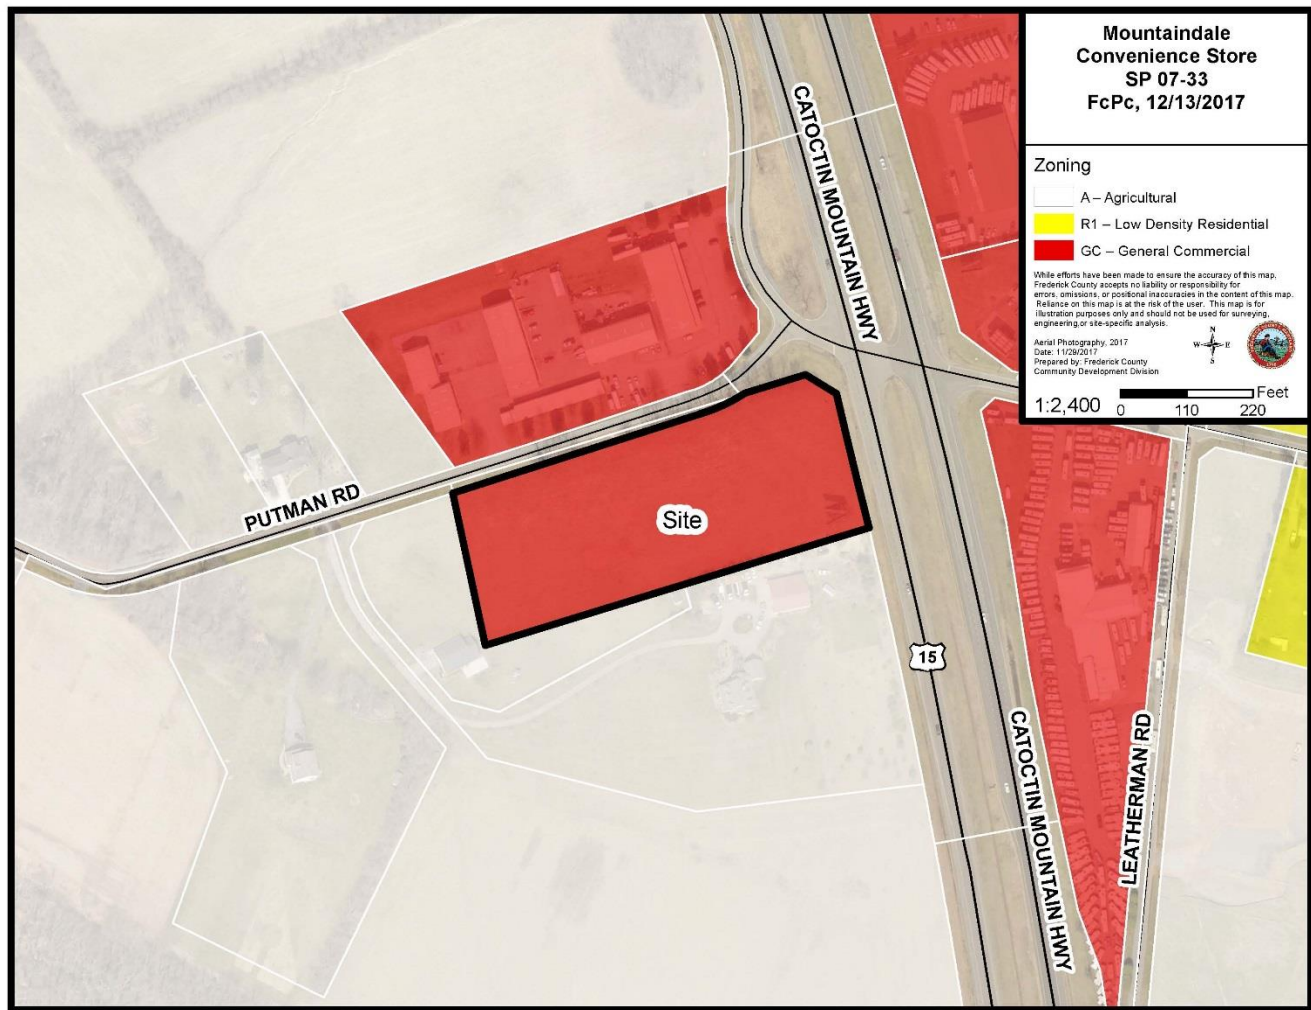 Mountaindale
Convenience Store
SP 07-33
FcPc, 12/13/2017
Zoning
A – Agricultural
R1 – Low Density Residential
GC – General Commercial
While efforts have been made to ensure the accuracy of this map,
Frederick County accepts no liability or responsibility for
errors, omissions, or positional inaccuracies in the content of this map.
Reliance on this map is at the risk of the user. This map is for
illustration purposes only and should not be used for surveying,
engineering,or site-specific analysis.
Aerial Photography, 2017
Date: 11/29/2017
Prepared by: Frederick County
Community Development Division
N
W E
S
1:2,400
Feet
0 110 220
CATOCTIN MOUNTAIN HWY
PUTMAN RD
Site
15
CATOCTIN MOUNTAIN HWY
LEATHERMAN RD